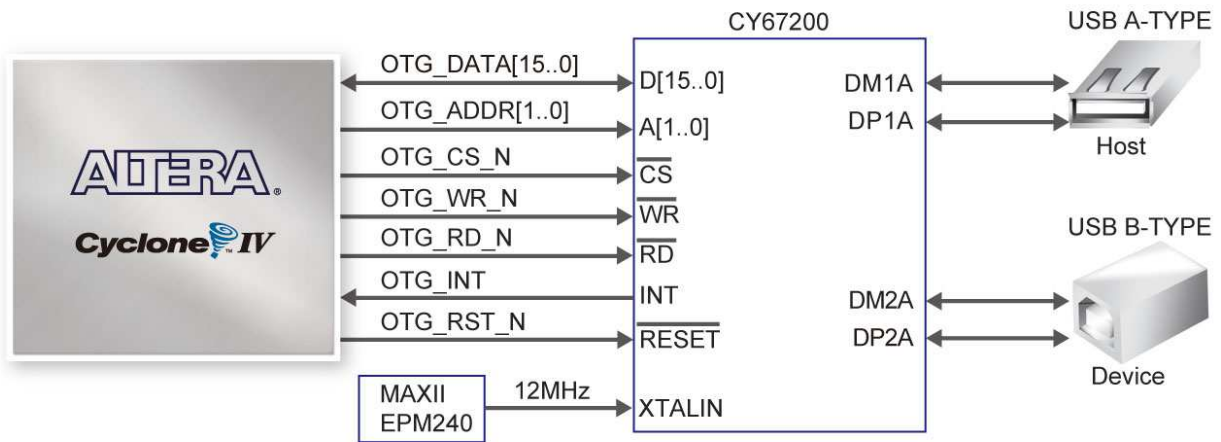 CY67200
USB A-TYPE
OTG_DATA[15..0]
D[15..0]
DM1A
OTG_ADDR[1..0]
A[1..0]
DP1A
Host
OTG_CS_N
CS
ALTERA®
OTG_WR_N
WR
Cyclone™ IV
OTG_RD_N
RD
USB B-TYPE
OTG_INT
INT
DM2A
OTG_RST_N
RESET
DP2A
Device
MAXII
EPM240
12MHz
XTALIN